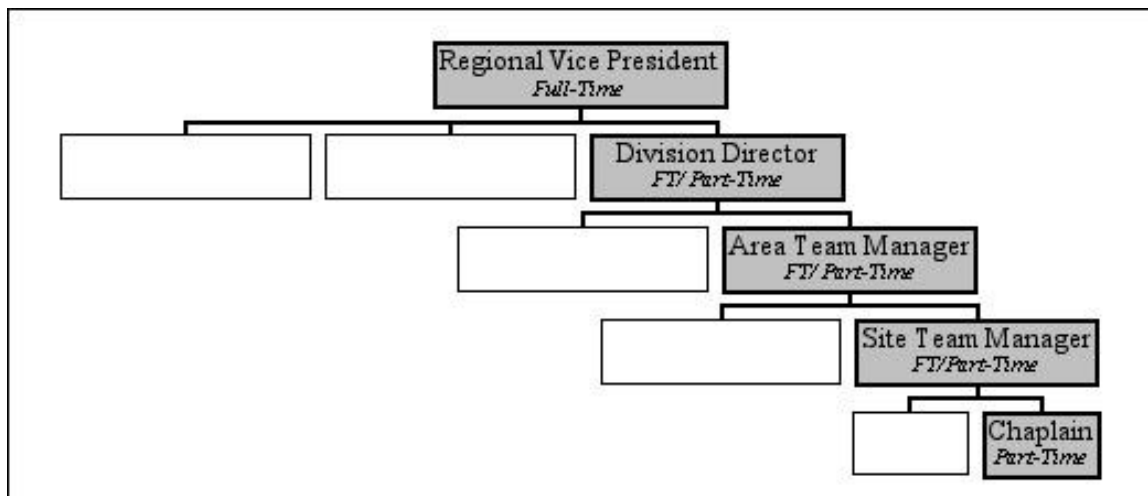 Regional Vice President
Full-Time
Division Director
FT/ Part-Time
Area Team Manager
FT/ Part-Time
Site Team Manager
FT/Part-Time
Chaplain
Part-Time